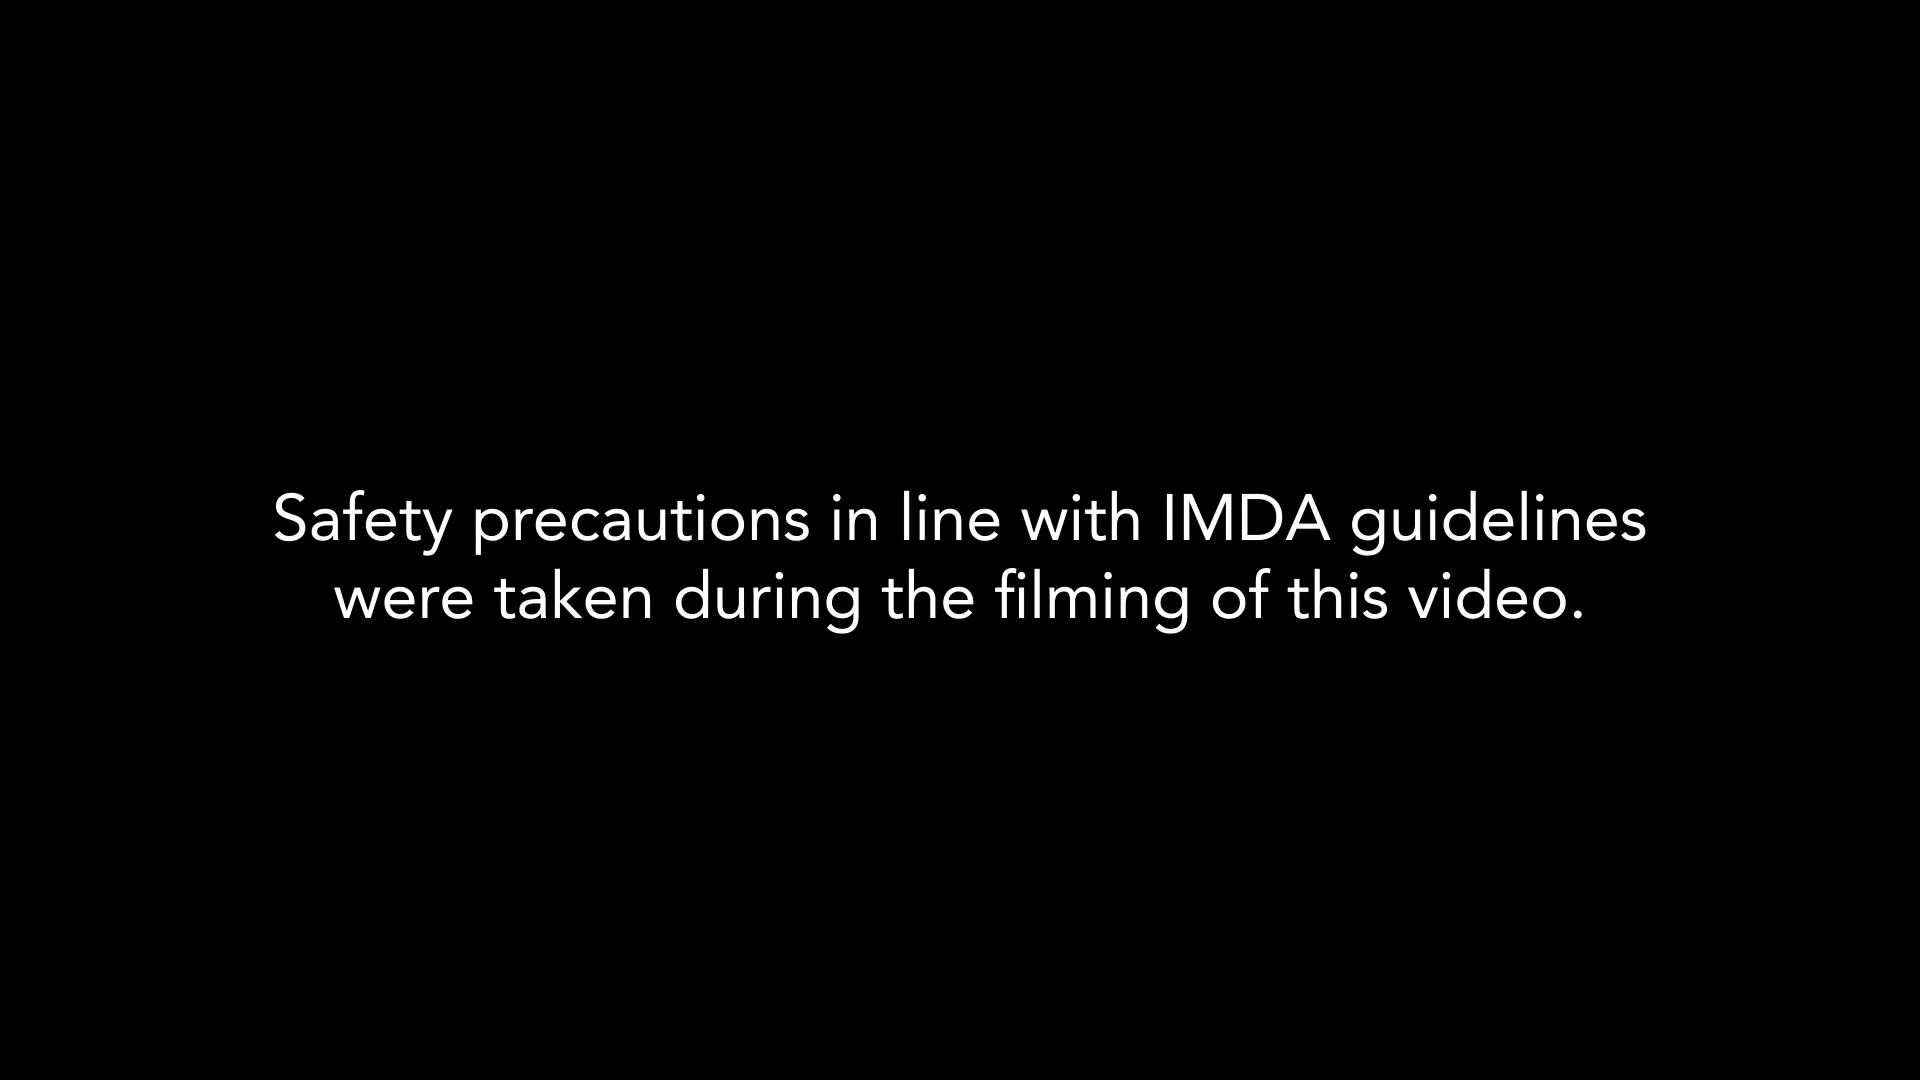 Safety precautions in line with IMDA guidelines
were taken during the filming of this video.